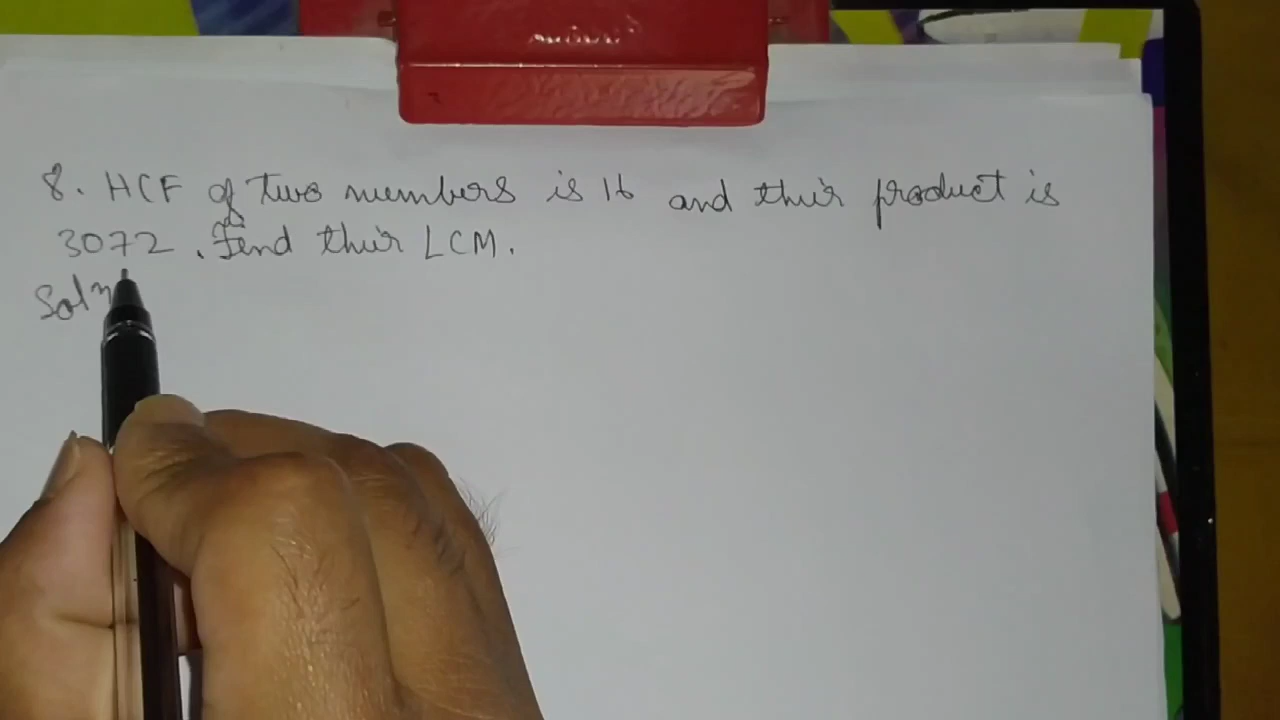 8. HCF of two numbers is 16 and their product is
3072. Find their LCM.
Soln